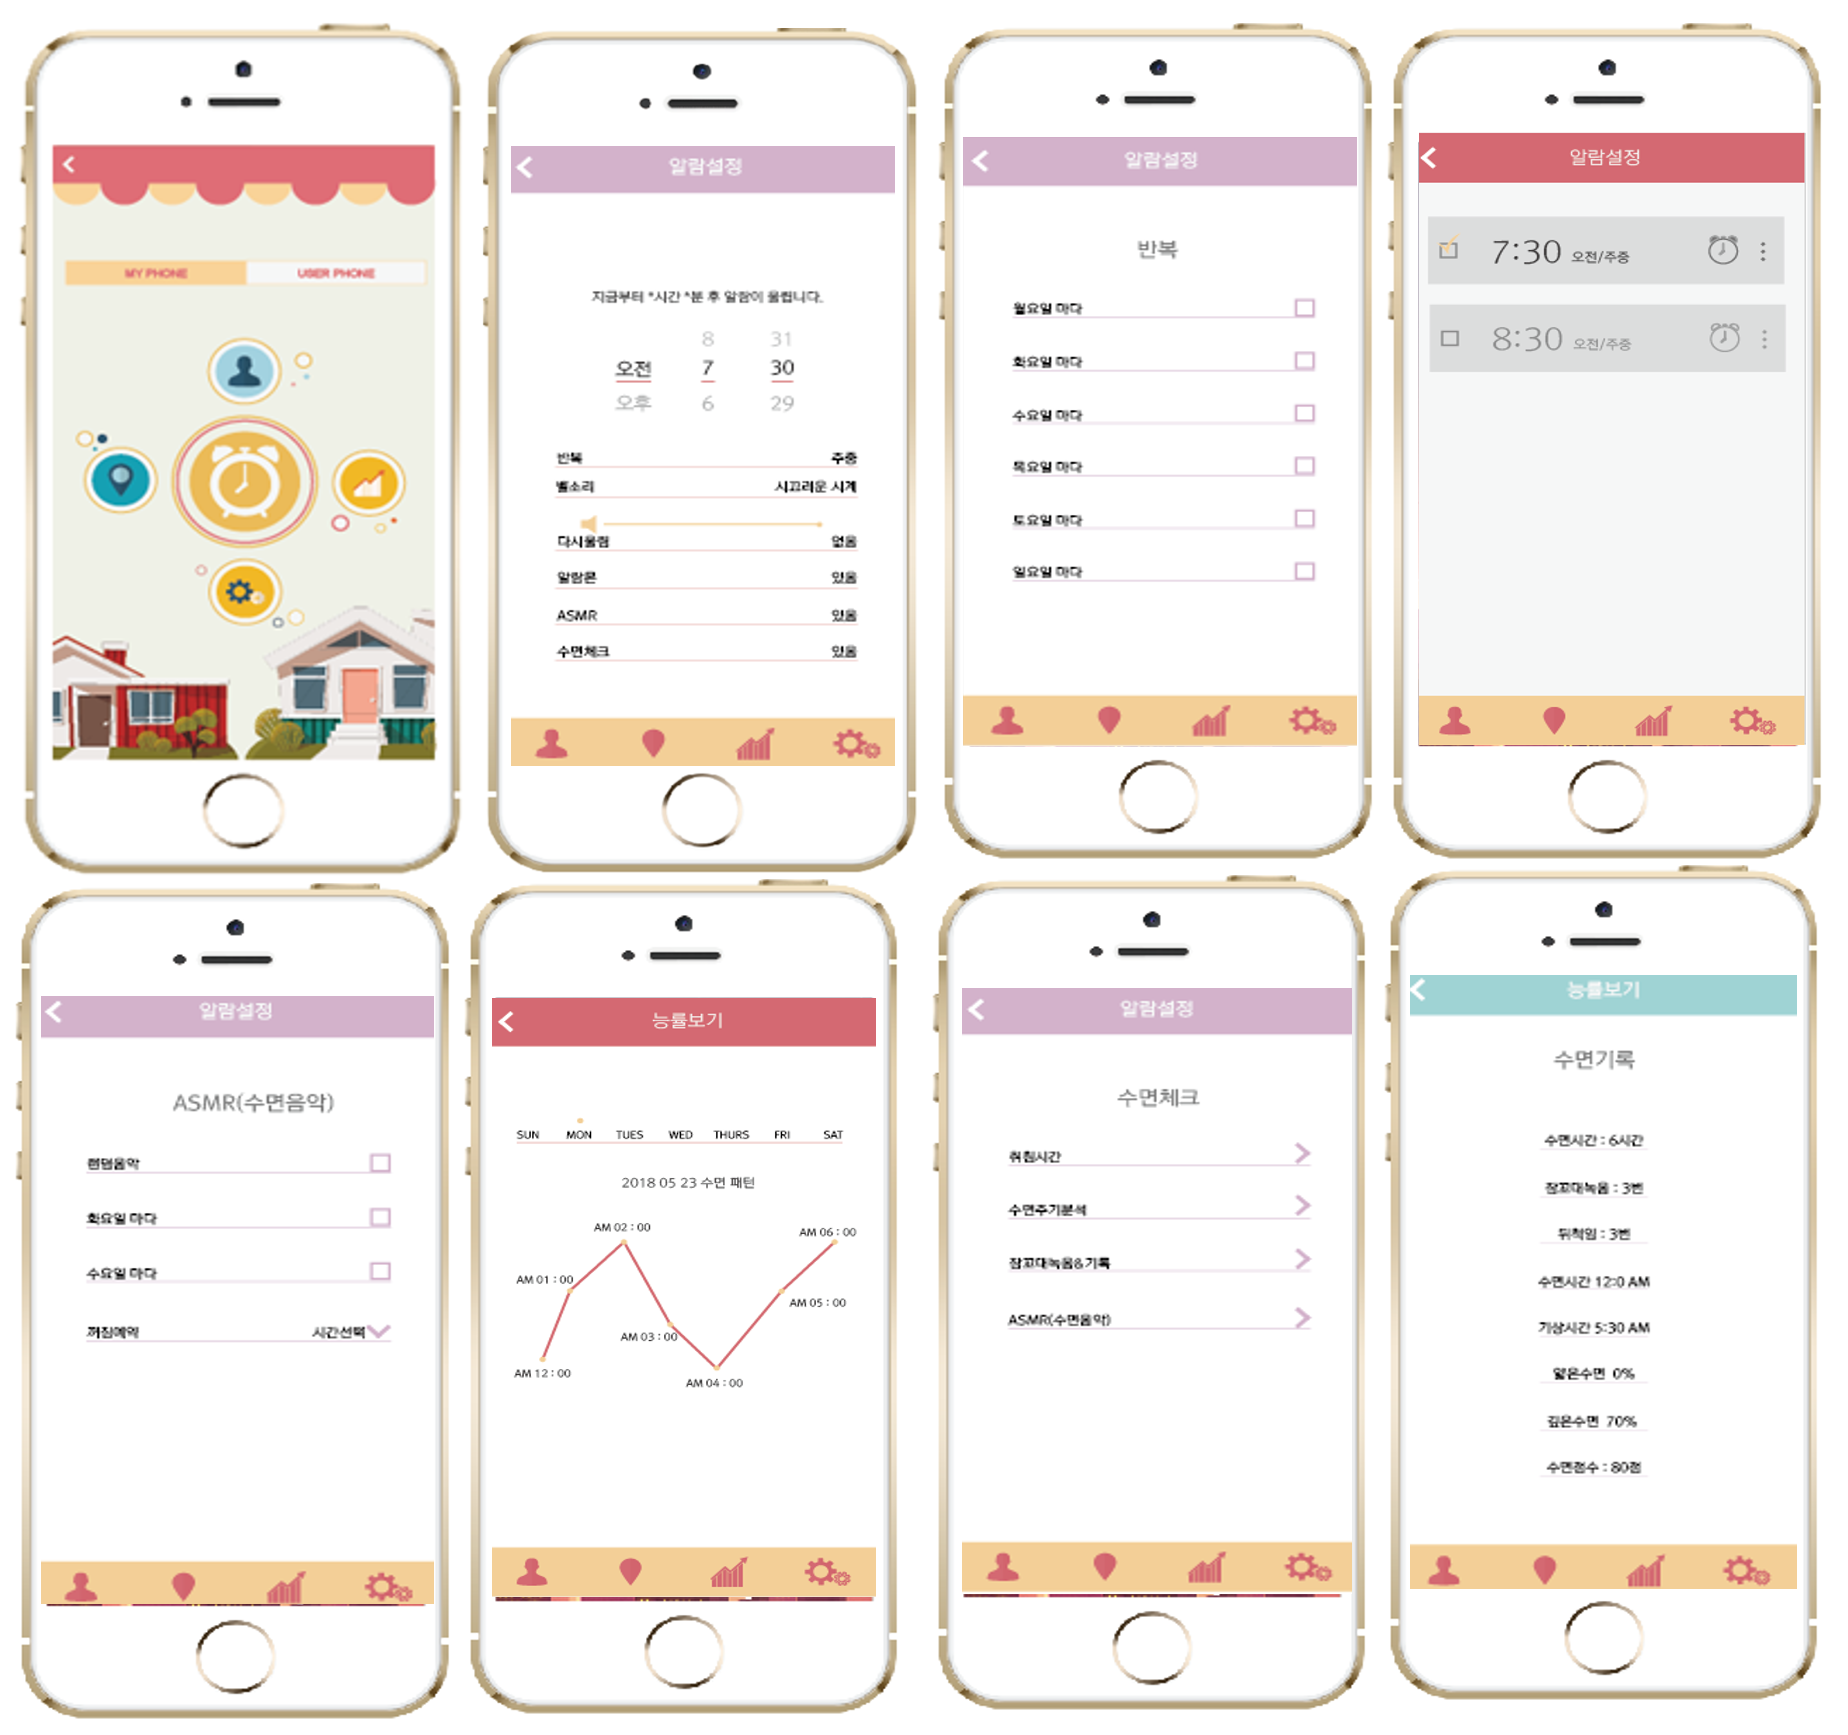 MY PHONE USER PHONE
알람설정
지금부터 *시간 *분 후 알람이 울립니다.
8 31
오전 7 30
오후 6 29
반복 주중
벨소리 시끄러운 시계
다시울림 없음
알람콘 있음
ASMR 있음
수면체크 있음
알람설정
반복
월요일 마다
화요일 마다
수요일 마다
목요일 마다
토요일 마다
일요일 마다
알람설정
7:30 오전/주중
8:30 오전/주중
알람설정
ASMR(수면음악)
랜덤음악
화요일 마다
수요일 마다
꺼짐예약 시간선택
능률보기
SUN MON TUES WED THURS FRI SAT
2018 05 23 수면 패턴
AM 02 : 00
AM 06 : 00
AM 01 : 00
AM 05 : 00
AM 03 : 00
AM 12 : 00
AM 04 : 00
알람설정
수면체크
취침시간
수면주기분석
잠꼬대녹음&기록
ASMR(수면음악)
능률보기
수면기록
수면시간 : 6시간
잠꼬대녹음 : 3번
뒤척임 : 3번
수면시간 12:0 AM
기상시간 5:30 AM
얇은수면 0%
깊은수면 70%
수면점수 : 80점